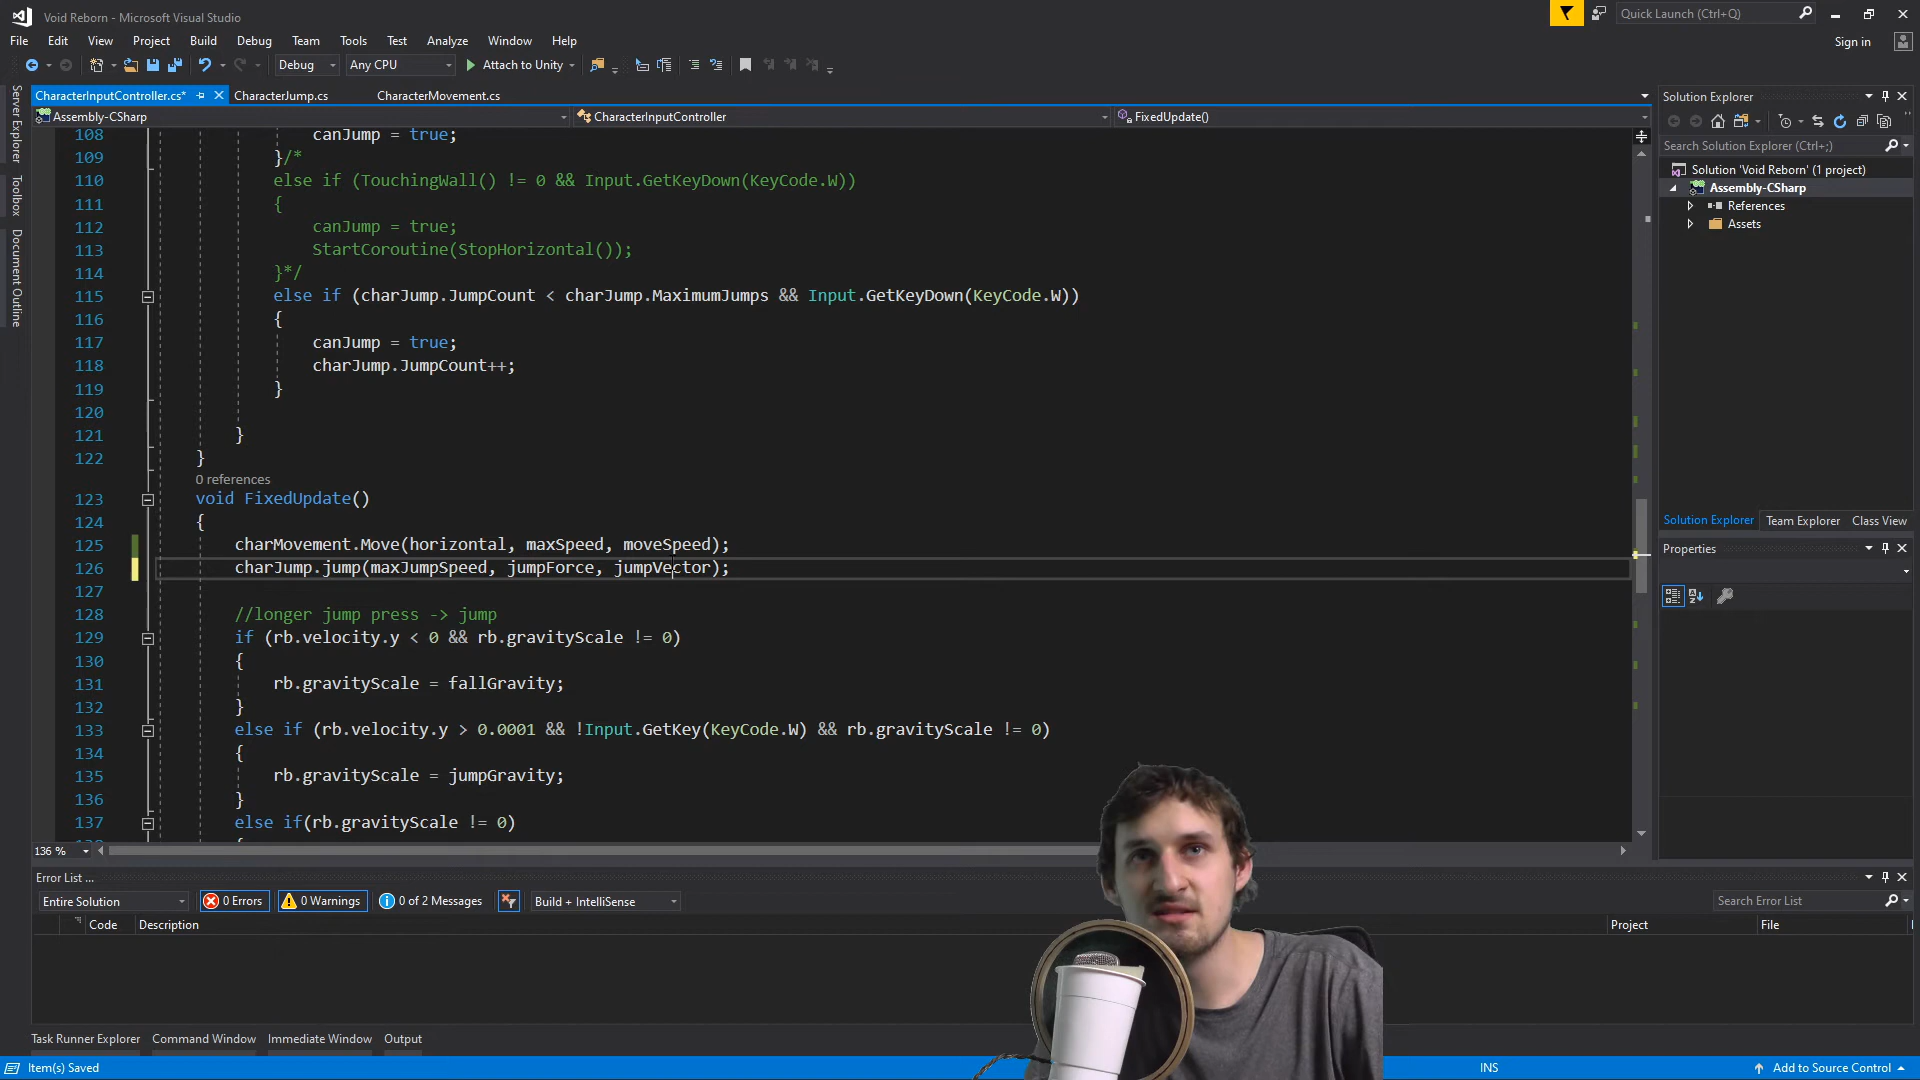 Void Reborn - Microsoft Visual Studio
Quick Launch (Ctrl+Q)
File Edit View Project Build Debug Team Tools Test Analyze Window Help
Sign in
Debug Any CPU Attach to Unity
Server Explorer
Toolbox
Document Outline
CharacterInputController.cs* CharacterJump.cs CharacterMovement.cs
Assembly-CSharp CharacterInputController FixedUpdate()
108 canJump = true;
109 }/*
110 else if (TouchingWall() != 0 && Input.GetKeyDown(KeyCode.W))
111 {
112 canJump = true;
113 StartCoroutine(StopHorizontal());
114 }*/
115 else if (charJump.JumpCount < charJump.MaximumJumps && Input.GetKeyDown(KeyCode.W))
116 {
117 canJump = true;
118 charJump.JumpCount++;
119 }
120
121 }
122 }
0 references
123 void FixedUpdate()
124 {
125 charMovement.Move(horizontal, maxSpeed, moveSpeed);
126 charJump.jump(maxJumpSpeed, jumpForce, jumpVector);
127
128 //longer jump press -> jump
129 if (rb.velocity.y < 0 && rb.gravityScale != 0)
130 {
131 rb.gravityScale = fallGravity;
132 }
133 else if (rb.velocity.y > 0.0001 && !Input.GetKey(KeyCode.W) && rb.gravityScale != 0)
134 {
135 rb.gravityScale = jumpGravity;
136 }
137 else if(rb.gravityScale != 0)
138 {
136 %
Solution Explorer
Search Solution Explorer (Ctrl+;)
Solution 'Void Reborn' (1 project)
Assembly-CSharp
References
Assets
Solution Explorer Team Explorer Class View
Properties
Error List ...
Entire Solution 0 Errors 0 Warnings 0 of 2 Messages Build + IntelliSense
Search Error List
Code Description Project File
Task Runner Explorer Command Window Immediate Window Output
Item(s) Saved INS Add to Source Control